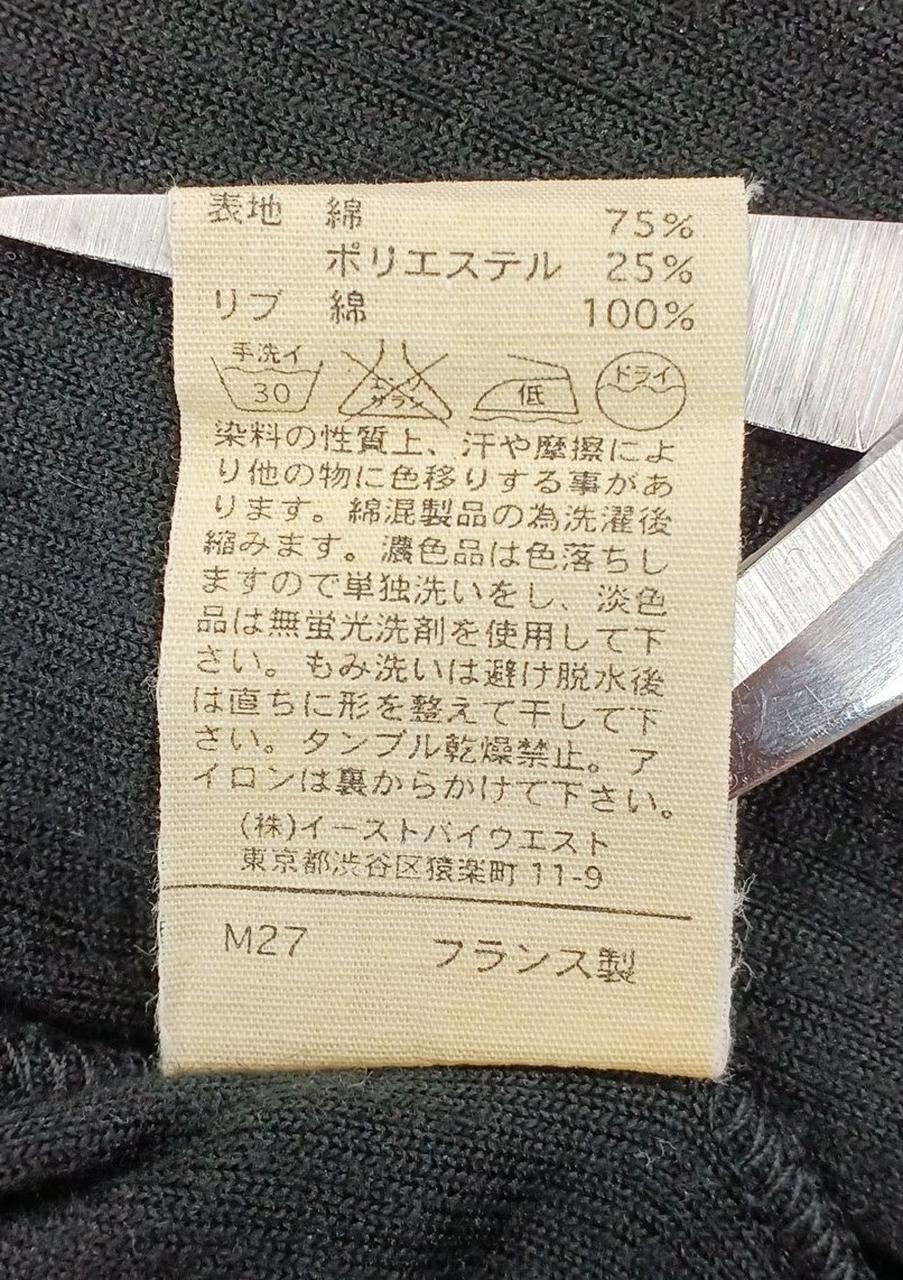 表地 綿 75%
ポリエステル 25%
リブ 綿 100%
手洗イ 30 エンソ サラシ 低 ドライ
染料の性質上、汗や摩擦によ
り他の物に色移りする事があ
ります。綿混製品の為洗濯後
縮みます。濃色品は色落ちし
ますので単独洗いをし、淡色
品は無蛍光洗剤を使用して下
さい。もみ洗いは避け脱水後
は直ちに形を整えて干して下
さい。タンブル乾燥禁止。ア
イロンは裏からかけて下さい。
(株)イーストバイウエスト
東京都渋谷区猿楽町 11-9
M27 フランス製